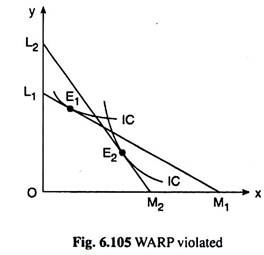 y
L2
L1
E1
IC
E2
IC
O
M2
M1
x
Fig. 6.105 WARP violated